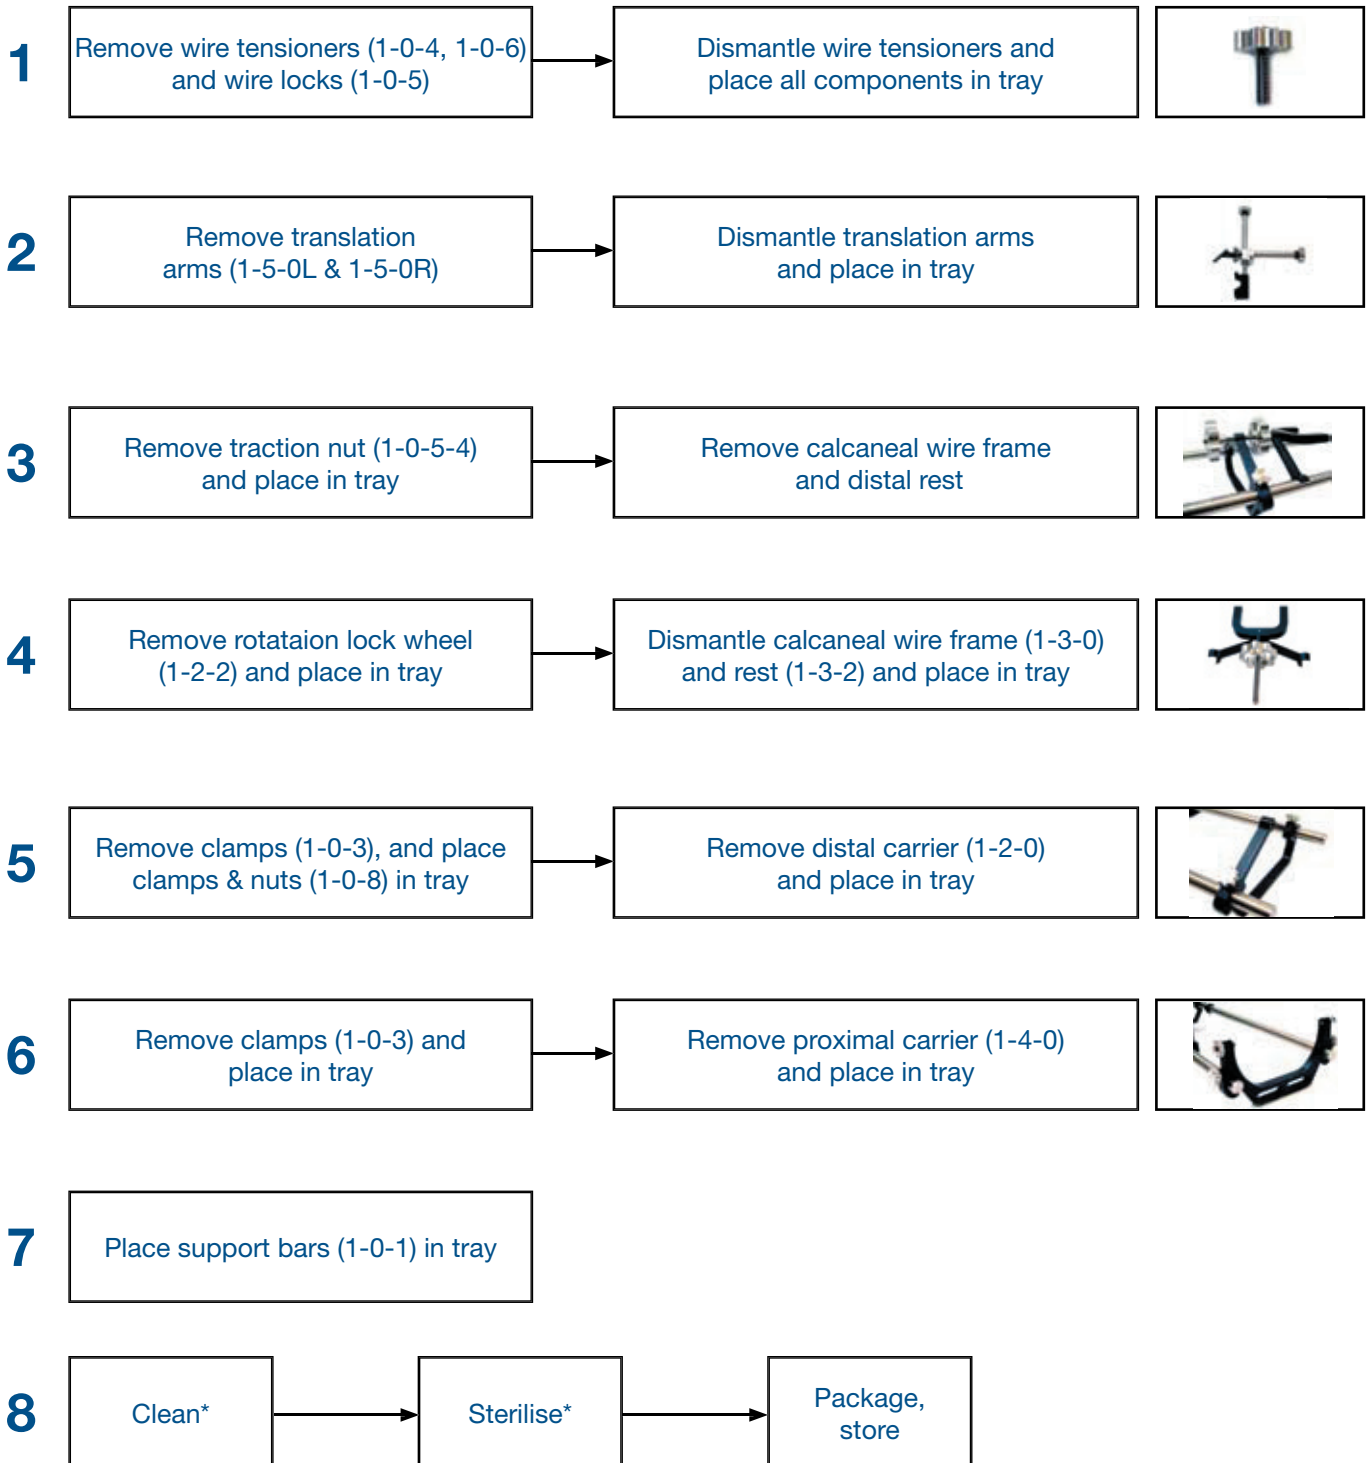 1
Remove wire tensioners (1-0-4, 1-0-6)
and wire locks (1-0-5)
Dismantle wire tensioners and
place all components in tray
2
Remove translation
arms (1-5-0L & 1-5-0R)
Dismantle translation arms
and place in tray
3
Remove traction nut (1-0-5-4)
and place in tray
Remove calcaneal wire frame
and distal rest
4
Remove rotataion lock wheel
(1-2-2) and place in tray
Dismantle calcaneal wire frame (1-3-0)
and rest (1-3-2) and place in tray
5
Remove clamps (1-0-3), and place
clamps & nuts (1-0-8) in tray
Remove distal carrier (1-2-0)
and place in tray
6
Remove clamps (1-0-3) and
place in tray
Remove proximal carrier (1-4-0)
and place in tray
7
Place support bars (1-0-1) in tray
8
Clean*
Sterilise*
Package,
store